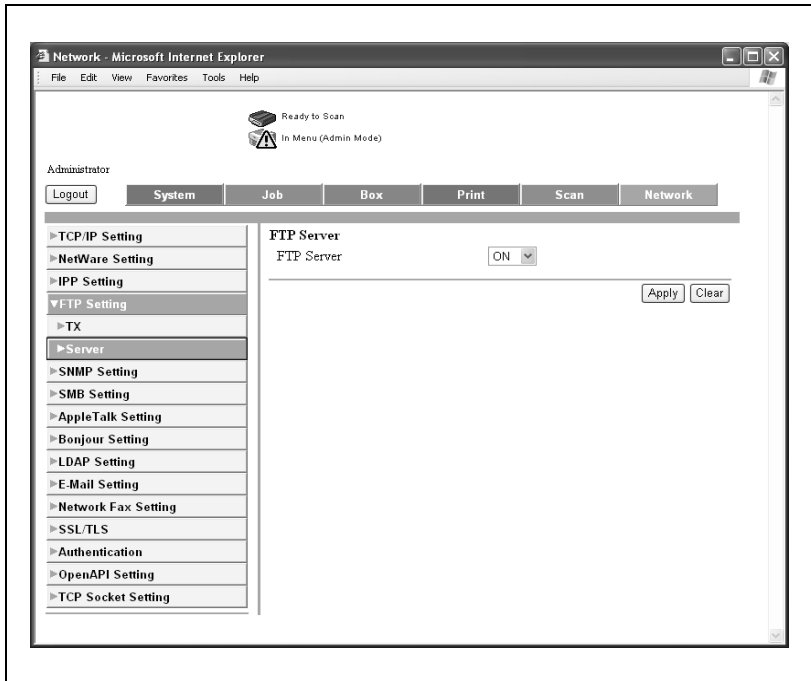 Network - Microsoft Internet Explorer
File Edit View Favorites Tools Help
Ready to Scan
In Menu (Admin Mode)
Administrator
Logout System Job Box Print Scan Network
TCP/IP Setting
NetWare Setting
IPP Setting
FTP Setting
TX
Server
SNMP Setting
SMB Setting
AppleTalk Setting
Bonjour Setting
LDAP Setting
E-Mail Setting
Network Fax Setting
SSL/TLS
Authentication
OpenAPI Setting
TCP Socket Setting
FTP Server
FTP Server ON
Apply Clear